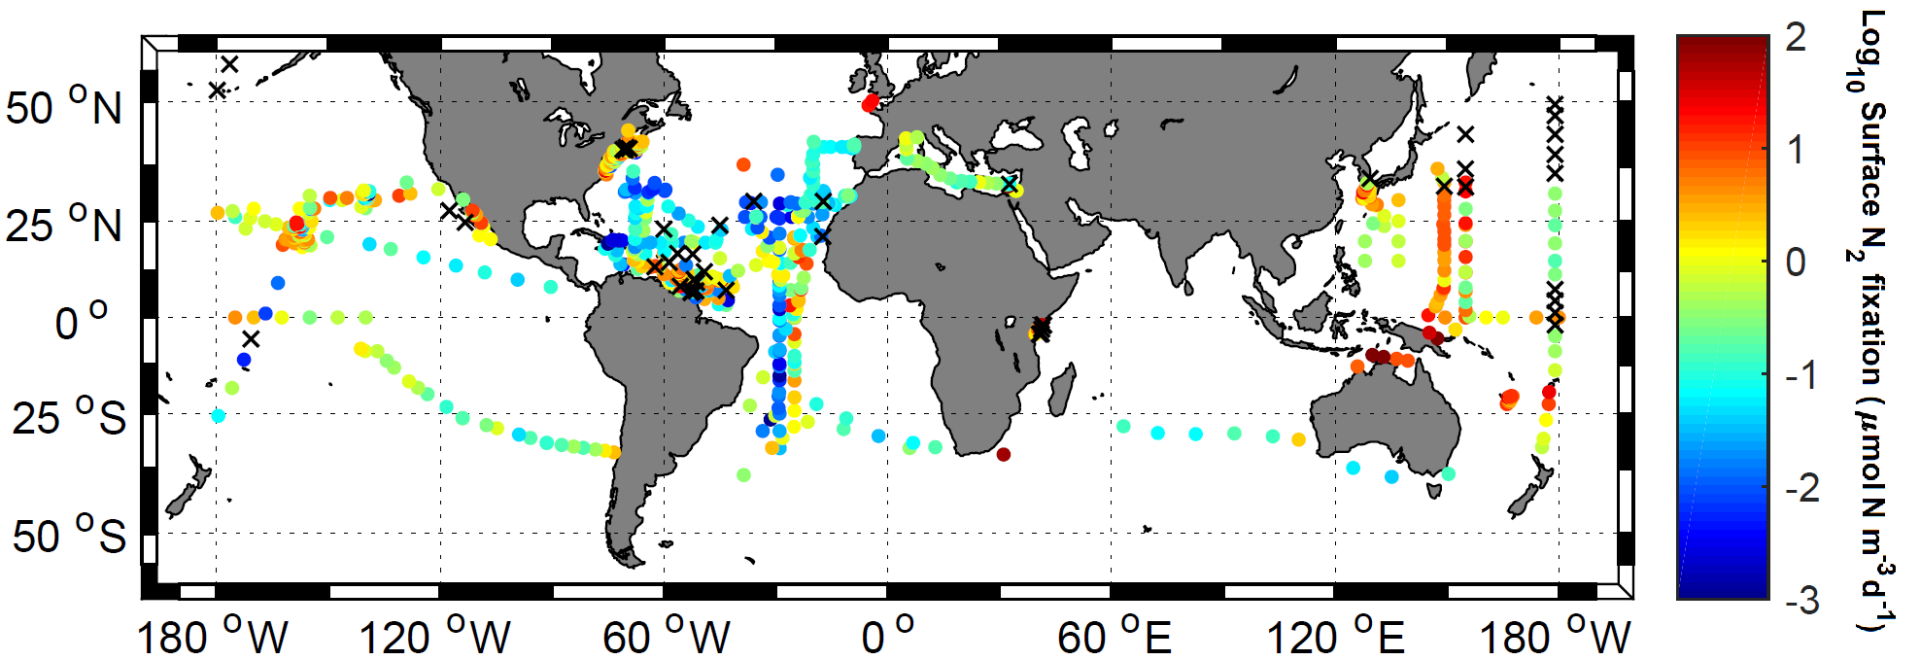 50 °N
25 °N
0 °
25 °S
50 °S
180 °W
120 °W
60 °W
0 °
60 °E
120 °E
180 °W
2
1
0
-1
-2
-3
Log10 Surface N2 fixation ( μmol N m-3 d-1)